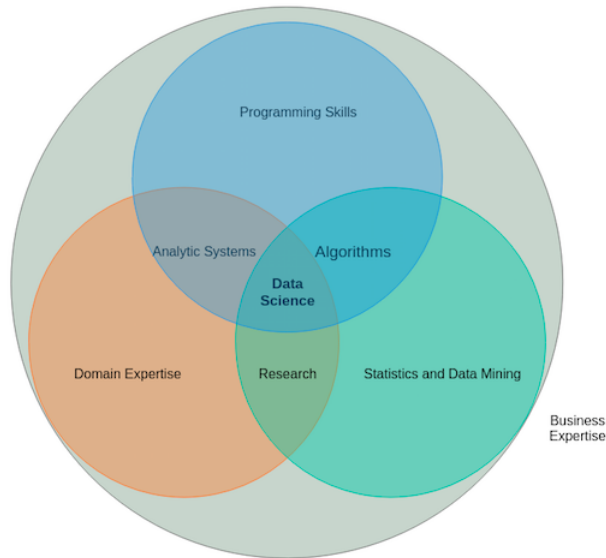 Programming Skills
Analytic Systems
Algorithms
Data
Science
Domain Expertise
Research
Statistics and Data Mining
Business
Expertise